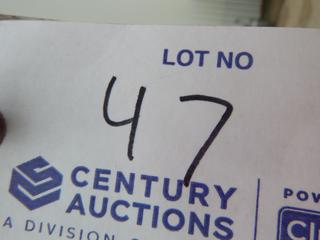 LOT NO
47
CENTURY
AUCTIONS
A DIVISION